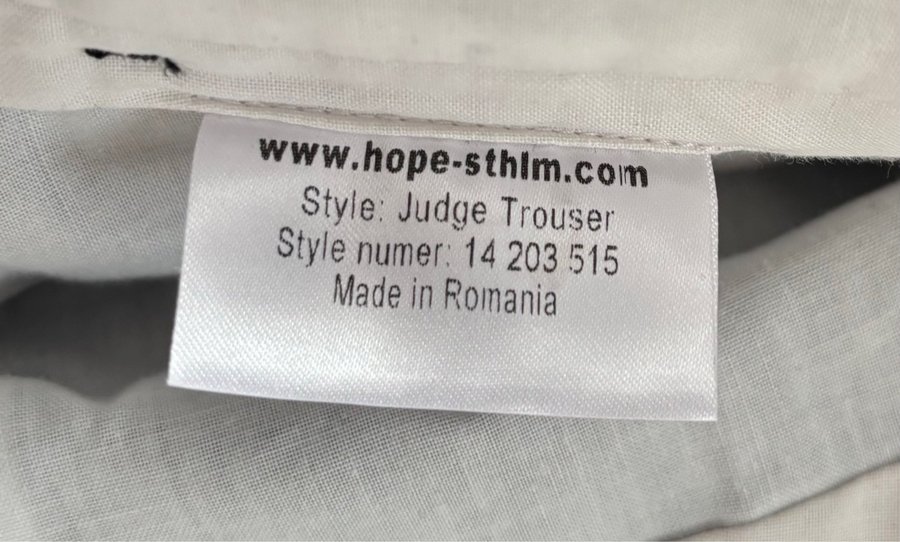 www.hope-sthlm.com
Style: Judge Trouser
Style numer: 14 203 515
Made in Romania